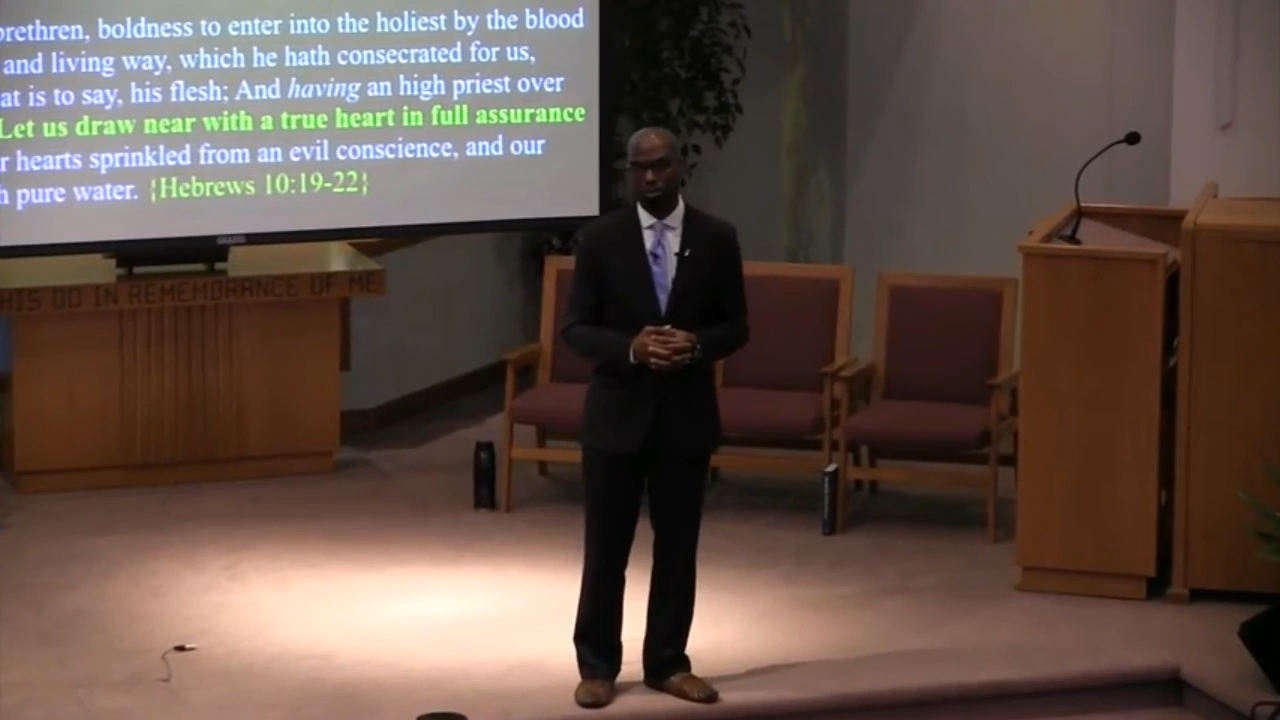 brethren, boldness to enter into the holiest by the blood
and living way, which he hath consecrated for us,
at is to say, his flesh; And having an high priest over
Let us draw near with a true heart in full assurance
r hearts sprinkled from an evil conscience, and our
h pure water. {Hebrews 10:19-22}
HIS DO IN REMEMBRANCE OF ME